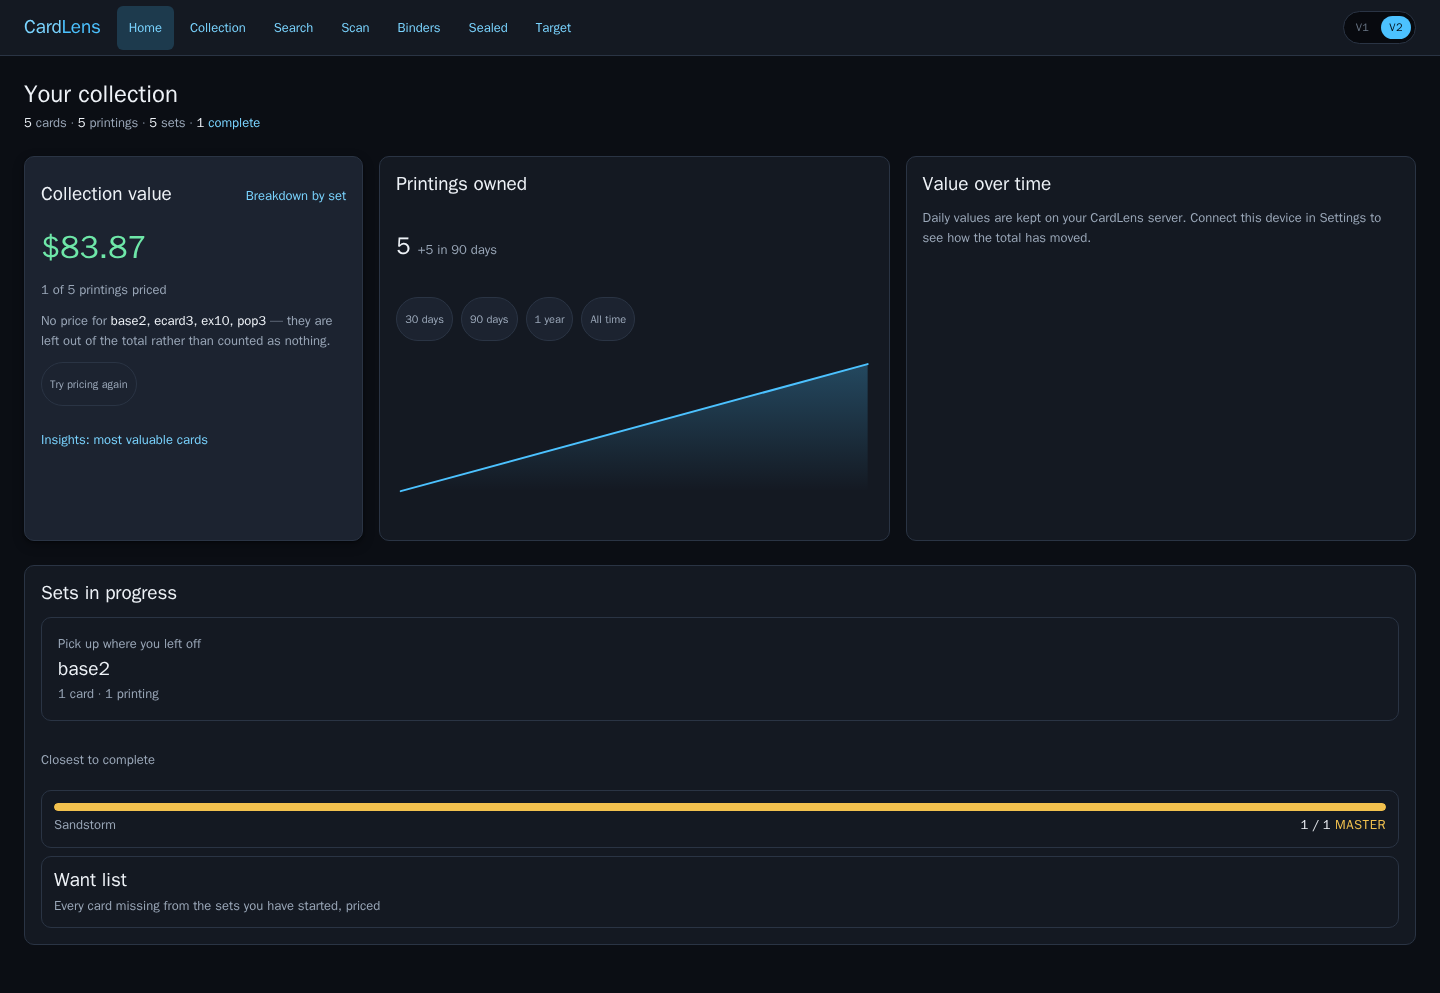 CardLens
Home
Collection
Search
Scan
Binders
Sealed
Target
V1
V2
Your collection
5 cards · 5 printings · 5 sets · 1 complete
Collection value
Breakdown by set
$83.87
1 of 5 printings priced
No price for base2, ecard3, ex10, pop3 — they are
left out of the total rather than counted as nothing.
Try pricing again
Insights: most valuable cards
Printings owned
5 +5 in 90 days
30 days
90 days
1 year
All time
Value over time
Daily values are kept on your CardLens server. Connect this device in Settings to
see how the total has moved.
Sets in progress
Pick up where you left off
base2
1 card · 1 printing
Closest to complete
Sandstorm
1 / 1 MASTER
Want list
Every card missing from the sets you have started, priced